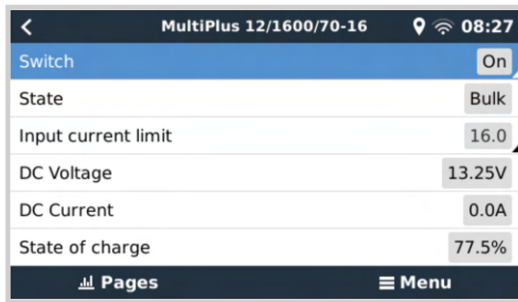 MultiPlus 12/1600/70-16 08:27
Switch On
State Bulk
Input current limit 16.0
DC Voltage 13.25V
DC Current 0.0A
State of charge 77.5%
Pages Menu